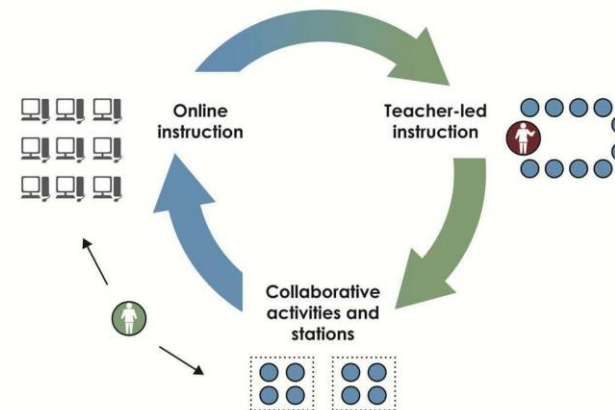 Online
instruction
Teacher-led
instruction
Collaborative
activities and
stations